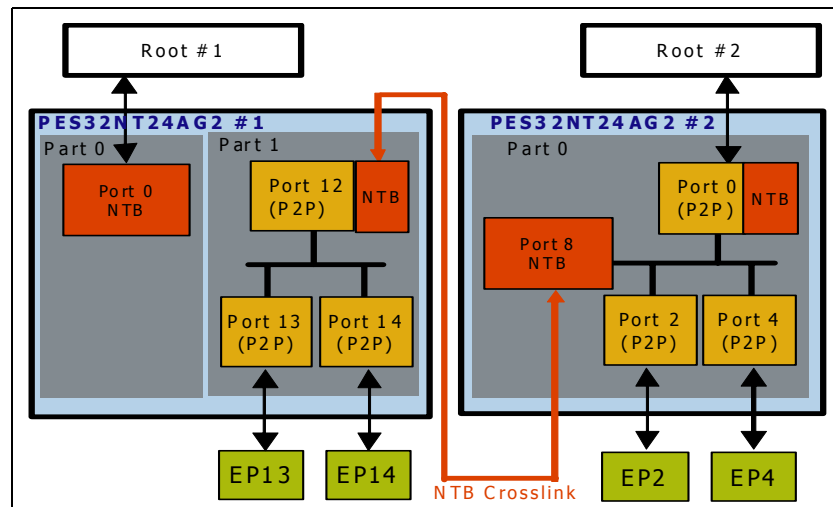 Root #1
Root #2
PES32NT24AG2 #1
PES32NT24AG2 #2
Part 0
Part 1
Part 0
Port 0
NTB
Port 12
(P2P)
NTB
Port 0
(P2P)
NTB
Port 8
NTB
Port 13
(P2P)
Port 14
(P2P)
Port 2
(P2P)
Port 4
(P2P)
EP13
EP14
NTB Crosslink
EP2
EP4